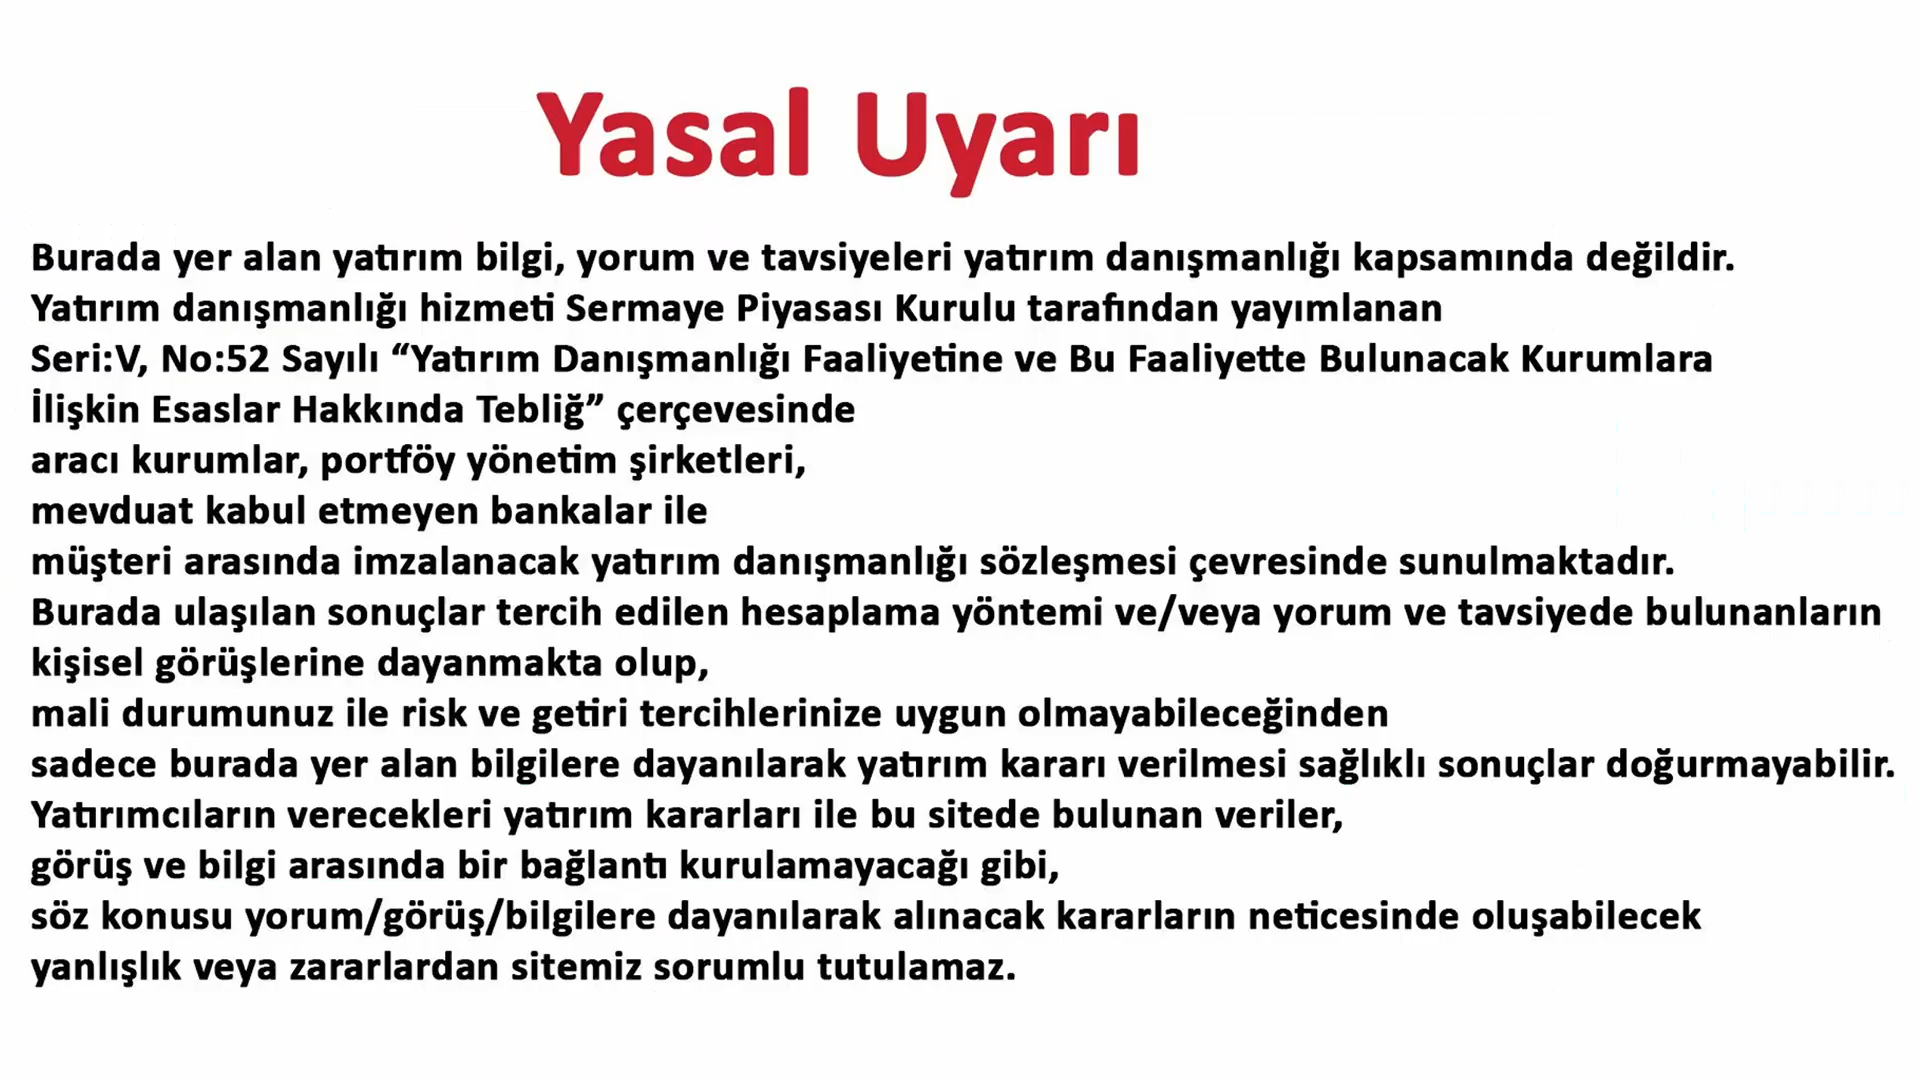 Yasal Uyarı
Burada yer alan yatırım bilgi, yorum ve tavsiyeleri yatırım danışmanlığı kapsamında değildir.
Yatırım danışmanlığı hizmeti Sermaye Piyasası Kurulu tarafından yayımlanan
Seri:V, No:52 Sayılı “Yatırım Danışmanlığı Faaliyetine ve Bu Faaliyette Bulunacak Kurumlara
İlişkin Esaslar Hakkında Tebliğ” çerçevesinde
aracı kurumlar, portföy yönetim şirketleri,
mevduat kabul etmeyen bankalar ile
müşteri arasında imzalanacak yatırım danışmanlığı sözleşmesi çevresinde sunulmaktadır.
Burada ulaşılan sonuçlar tercih edilen hesaplama yöntemi ve/veya yorum ve tavsiyede bulunanların
kişisel görüşlerine dayanmakta olup,
mali durumunuz ile risk ve getiri tercihlerinize uygun olmayabileceğinden
sadece burada yer alan bilgilere dayanılarak yatırım kararı verilmesi sağlıklı sonuçlar doğurmayabilir.
Yatırımcıların verecekleri yatırım kararları ile bu sitede bulunan veriler,
görüş ve bilgi arasında bir bağlantı kurulamayacağı gibi,
söz konusu yorum/görüş/bilgilere dayanılarak alınacak kararların neticesinde oluşabilecek
yanlışlık veya zararlardan sitemiz sorumlu tutulamaz.